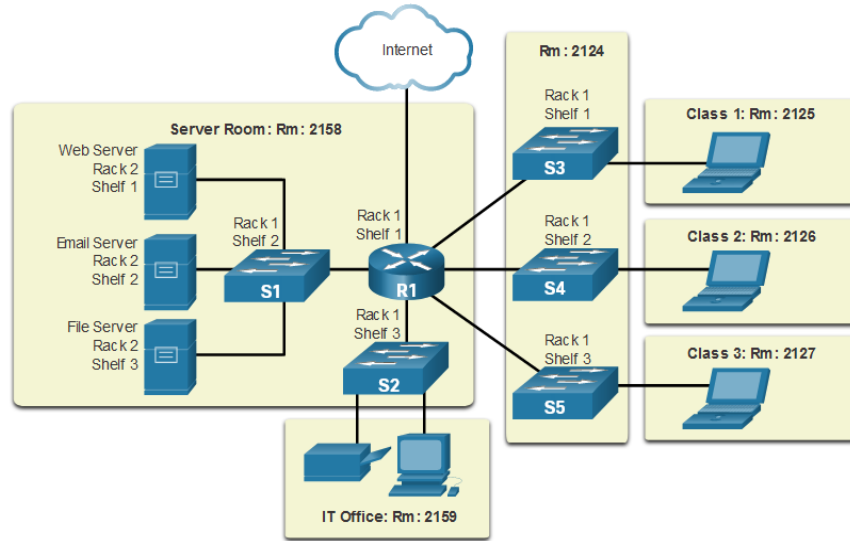 Internet
Rm: 2124
Rack 1
Shelf 1
S3
Class 1: Rm: 2125
Server Room: Rm: 2158
Web Server
Rack 2
Shelf 1
Rack 1
Shelf 2
S1
Rack 1
Shelf 1
R1
Rack 1
Shelf 2
S4
Class 2: Rm: 2126
Email Server
Rack 2
Shelf 2
File Server
Rack 2
Shelf 3
Rack 1
Shelf 3
S2
Rack 1
Shelf 3
S5
Class 3: Rm: 2127
IT Office: Rm: 2159